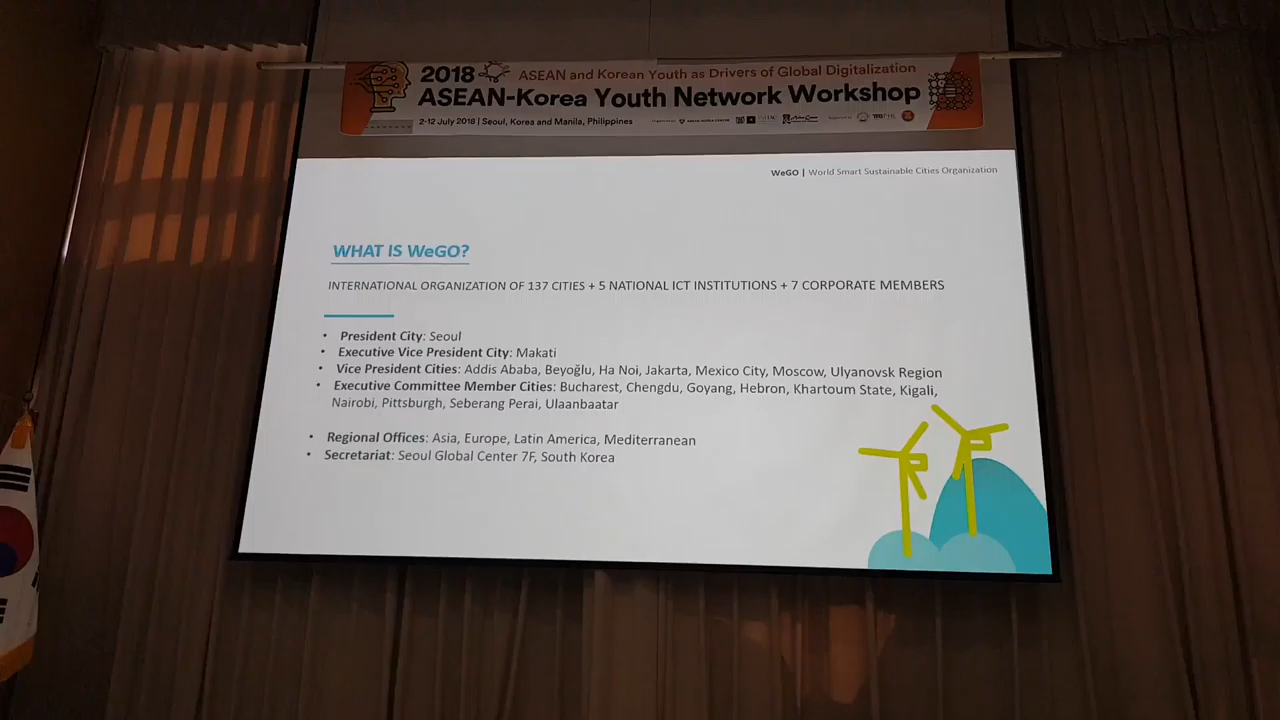 2018 ASEAN and Korean Youth as Drivers of Global Digitalization
ASEAN-Korea Youth Network Workshop
2-12 July 2018 | Seoul, Korea and Manila, Philippines
WeGO | World Smart Sustainable Cities Organization
WHAT IS WeGO?
INTERNATIONAL ORGANIZATION OF 137 CITIES + 5 NATIONAL ICT INSTITUTIONS + 7 CORPORATE MEMBERS
• President City: Seoul
• Executive Vice President City: Makati
• Vice President Cities: Addis Ababa, Beyoğlu, Ha Noi, Jakarta, Mexico City, Moscow, Ulyanovsk Region
• Executive Committee Member Cities: Bucharest, Chengdu, Goyang, Hebron, Khartoum State, Kigali,
Nairobi, Pittsburgh, Seberang Perai, Ulaanbaatar
• Regional Offices: Asia, Europe, Latin America, Mediterranean
• Secretariat: Seoul Global Center 7F, South Korea